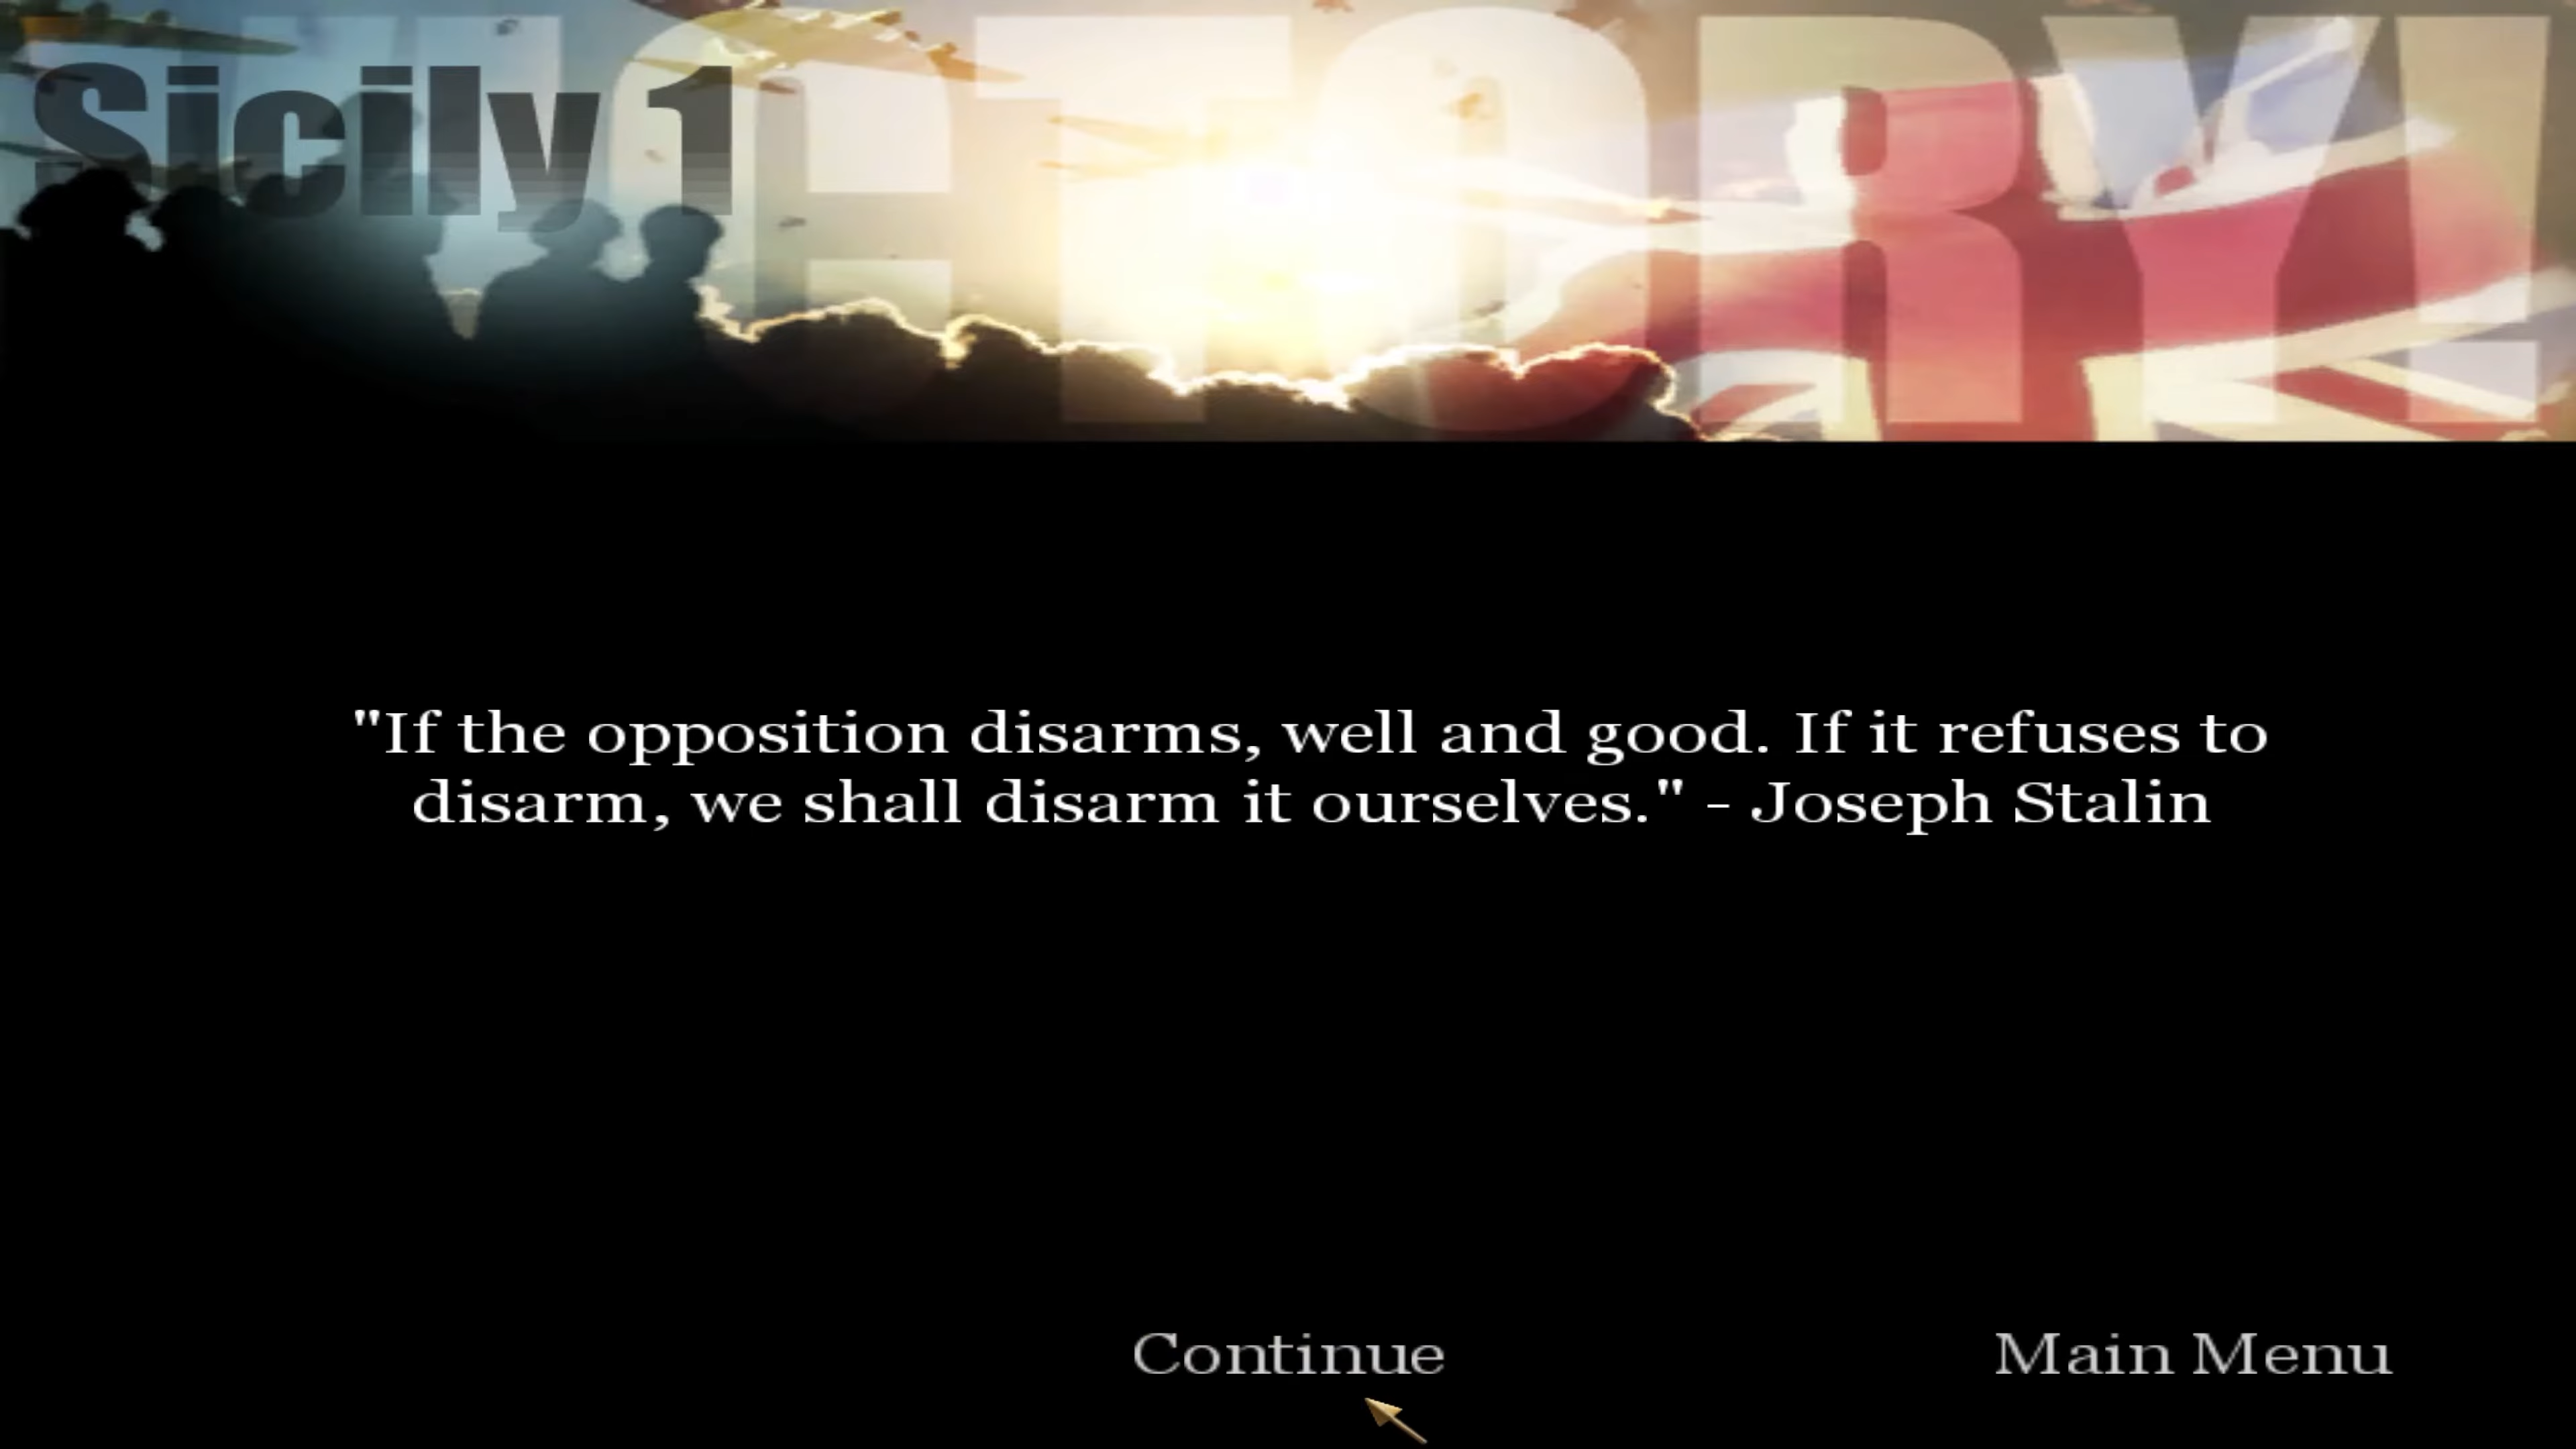 VICTORY!
Sicily 1
"If the opposition disarms, well and good. If it refuses to
disarm, we shall disarm it ourselves." - Joseph Stalin
Continue
Main Menu